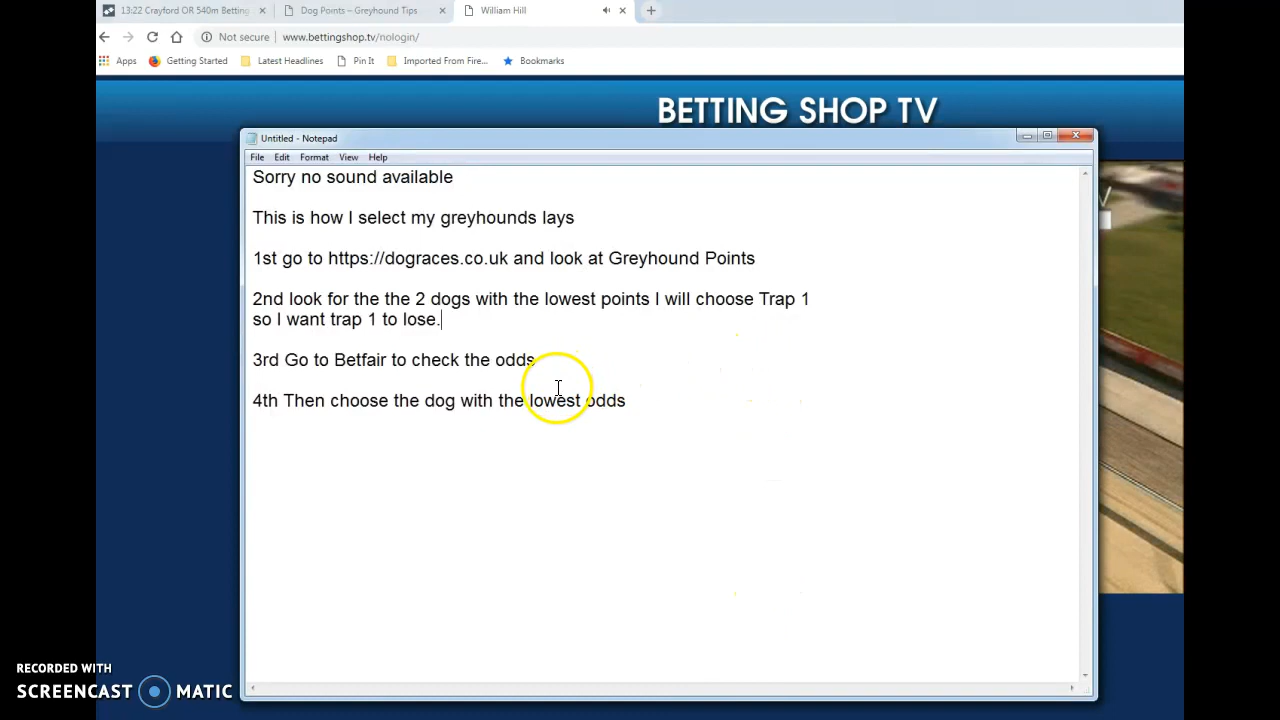 13:22 Crayford OR 540m Betting
Dog Points – Greyhound Tips
William Hill
Not secure
www.bettingshop.tv/nologin/
Apps
Getting Started
Latest Headlines
Pin It
Imported From Fire...
Bookmarks
BETTING SHOP TV
Untitled - Notepad
File Edit Format View Help
Sorry no sound available
This is how I select my greyhounds lays
1st go to https://dograces.co.uk and look at Greyhound Points
2nd look for the the 2 dogs with the lowest points I will choose Trap 1
so I want trap 1 to lose.
3rd Go to Betfair to check the odds
4th Then choose the dog with the lowest odds
RECORDED WITH
SCREENCAST MATIC